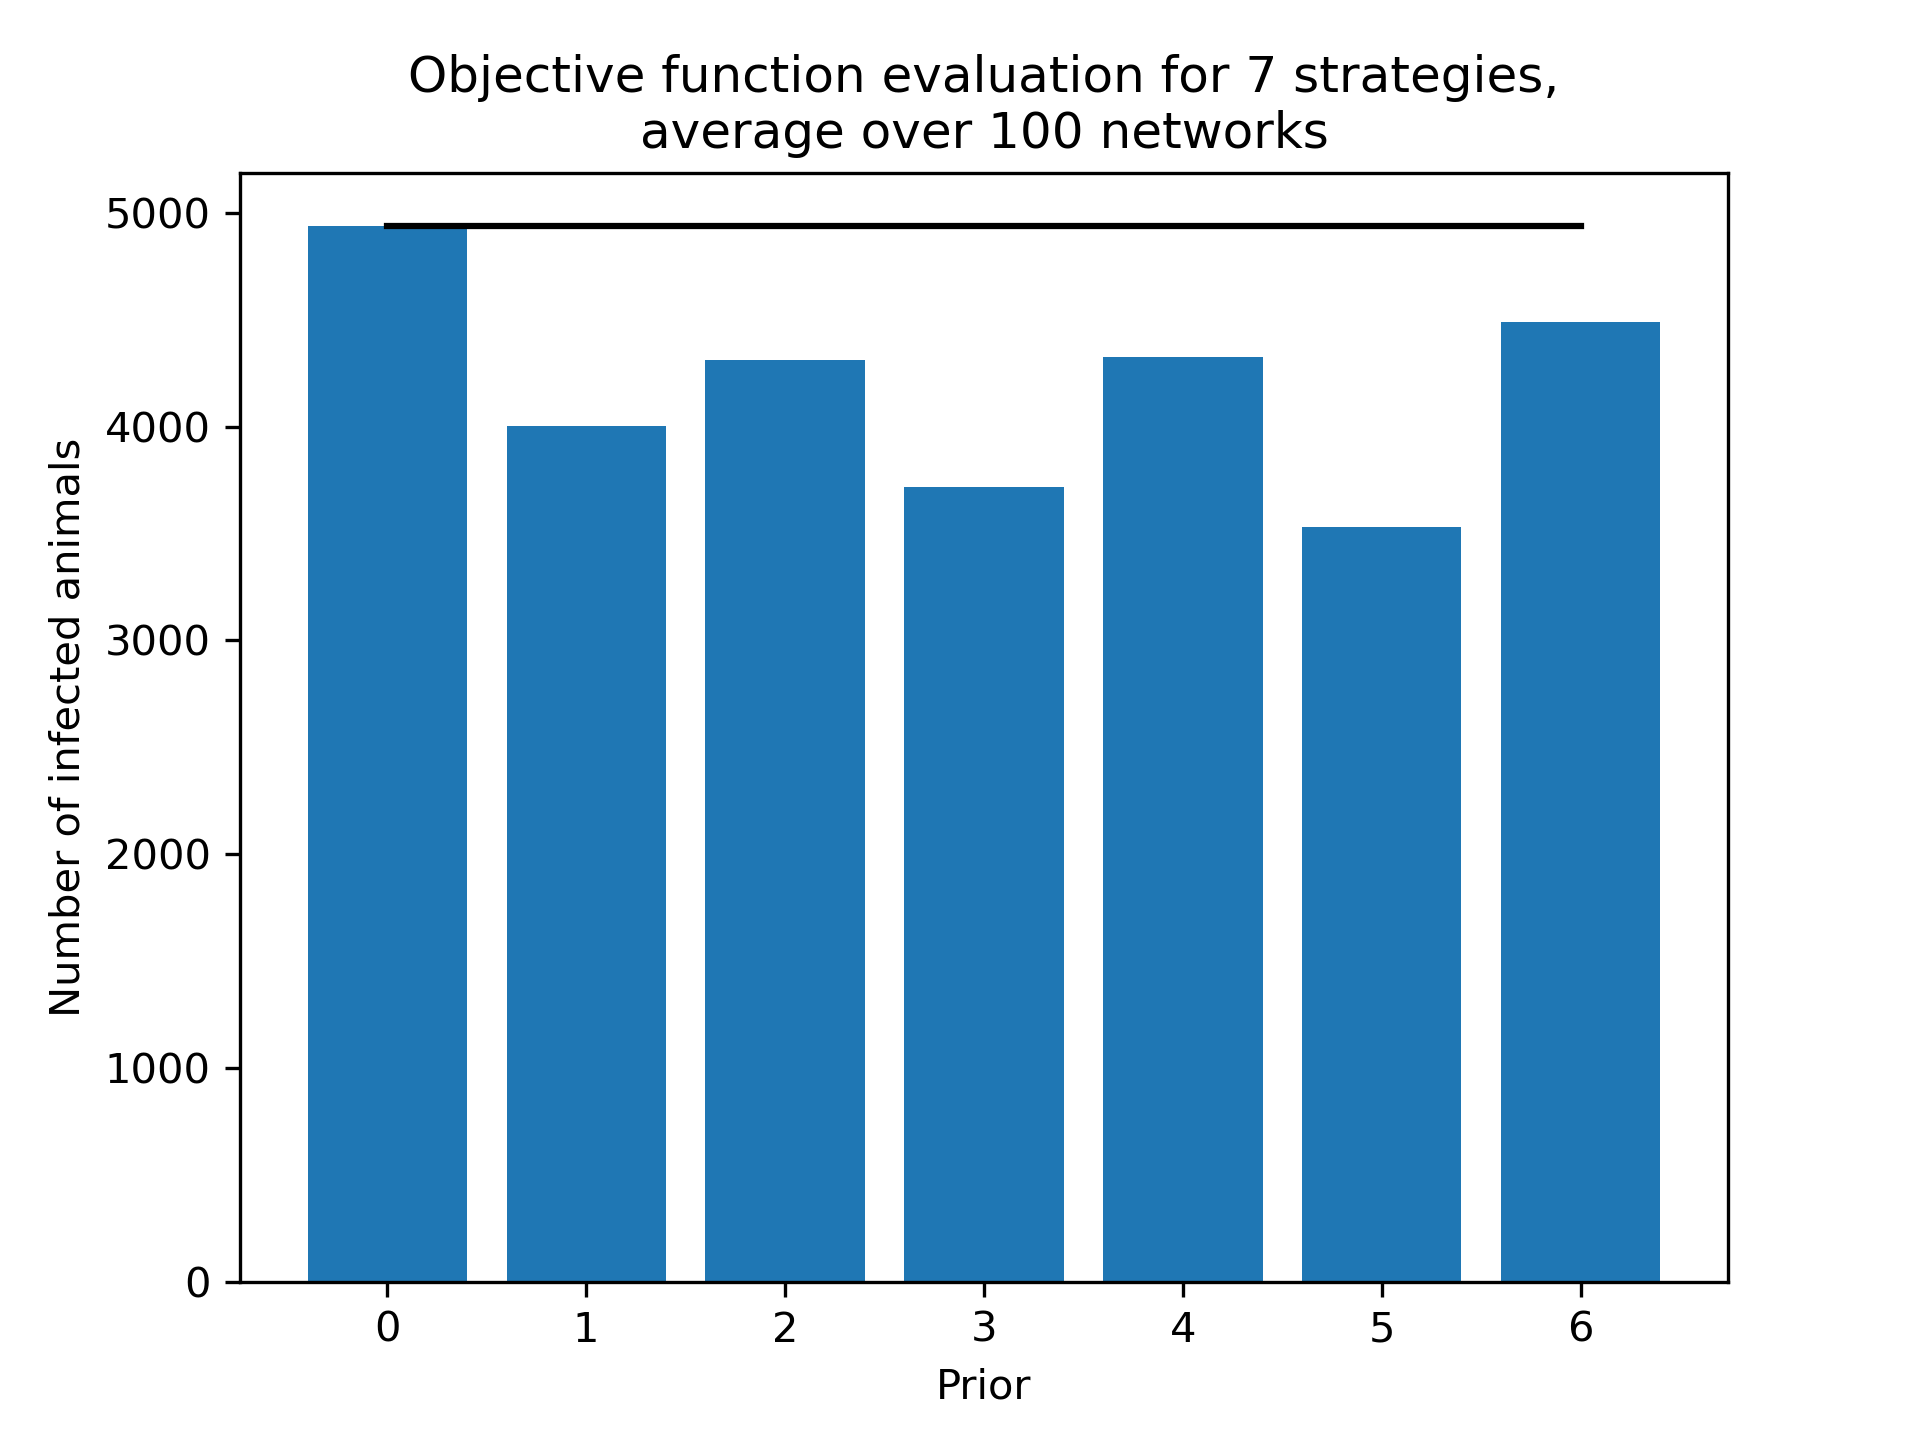 Objective function evaluation for 7 strategies,
average over 100 networks
5000
4000
3000
2000
1000
0
Number of infected animals
0 1 2 3 4 5 6
Prior